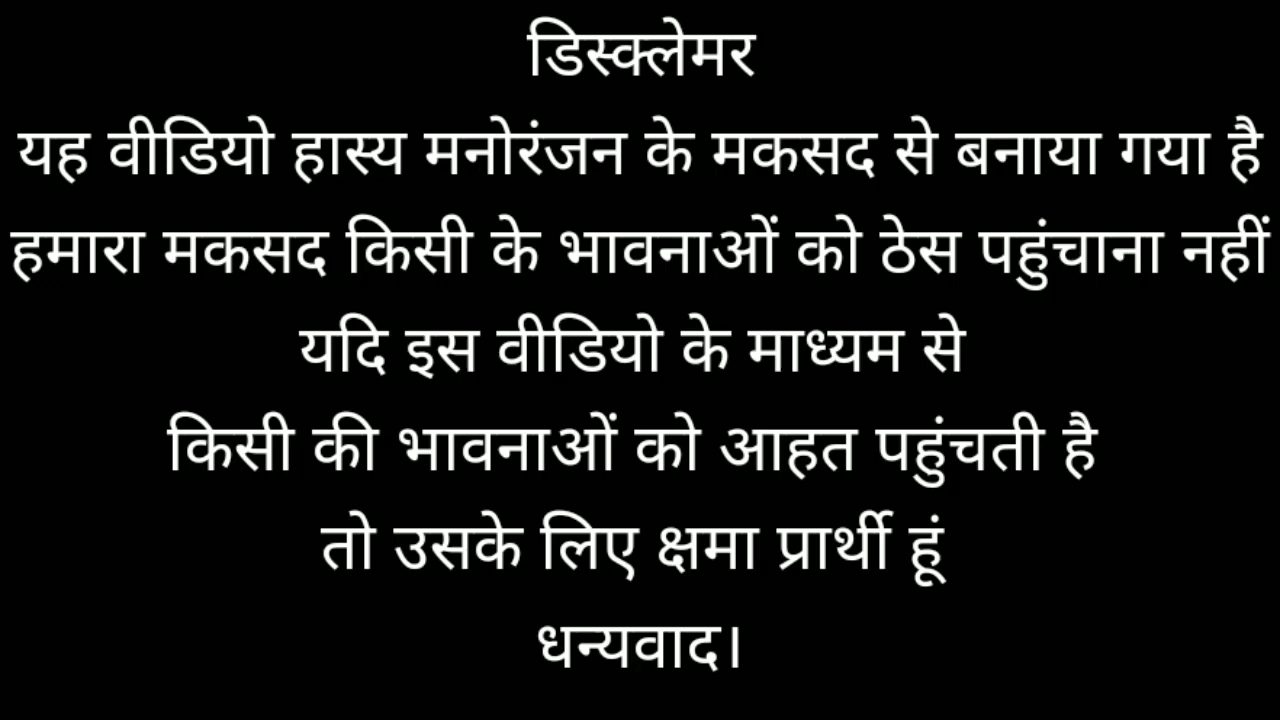 डिस्क्लेमर
यह वीडियो हास्य मनोरंजन के मकसद से बनाया गया है
हमारा मकसद किसी के भावनाओं को ठेस पहुंचाना नहीं
यदि इस वीडियो के माध्यम से
किसी की भावनाओं को आहत पहुंचती है
तो उसके लिए क्षमा प्रार्थी हूं
धन्यवाद।